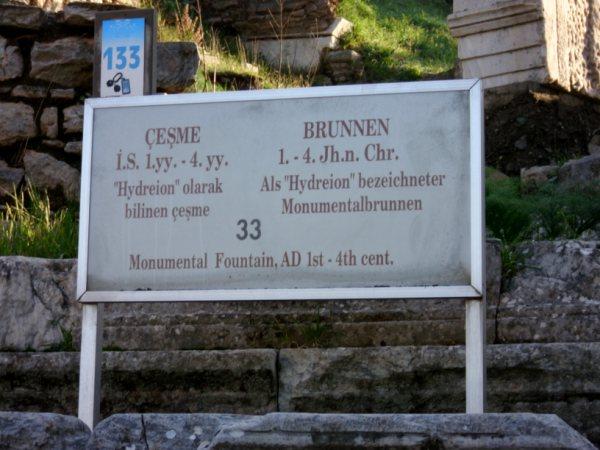 133
ÇEŞME
İ.S. 1.yy. - 4. yy.
"Hydreion" olarak
bilinen çeşme
BRUNNEN
1. - 4. Jh.n. Chr.
Als "Hydreion" bezeichneter
Monumentalbrunnen
33
Monumental Fountain, AD 1st - 4th cent.